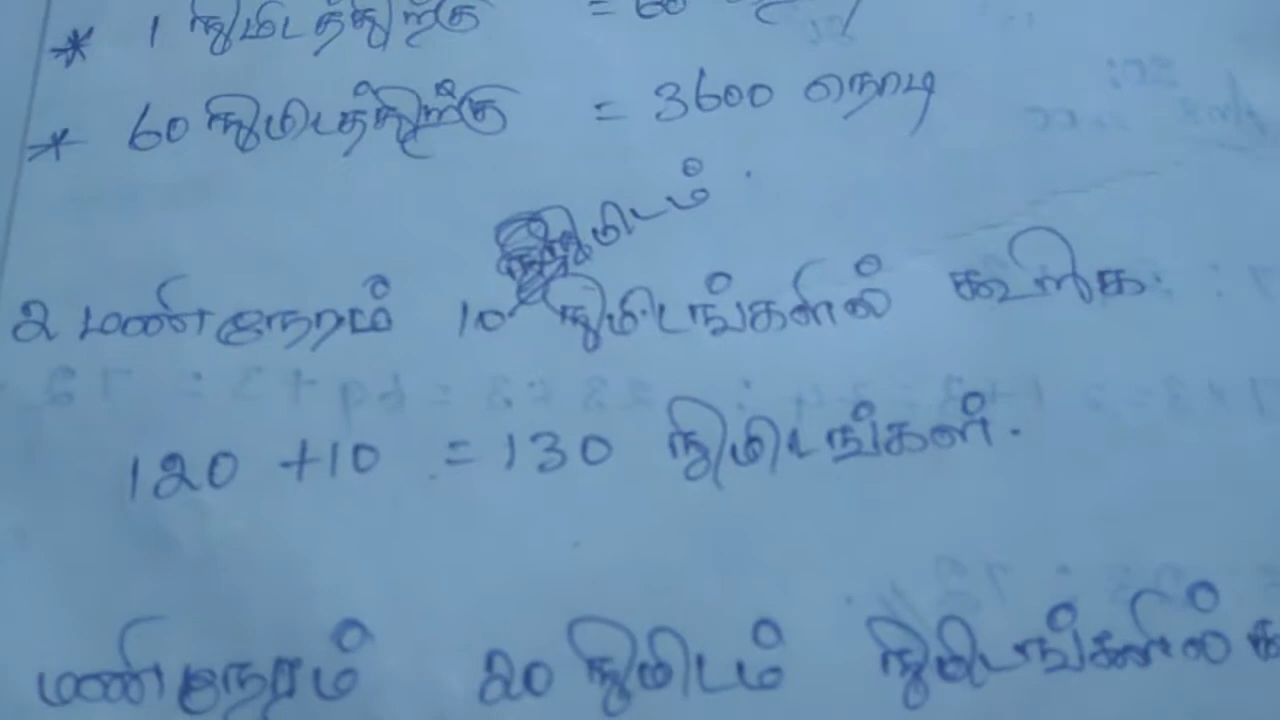 * 1 நிமிடத்திற்கு = 60
* 60 நிமிடத்திற்கு = 3600 நொடி
நிமிடம்
2 மணிநேரம் 10 நிமிடங்களில் கூறுக.
120 + 10 = 130 நிமிடங்கள்.
மணிநேரம் 20 நிமிடம் நிமிடங்களில்